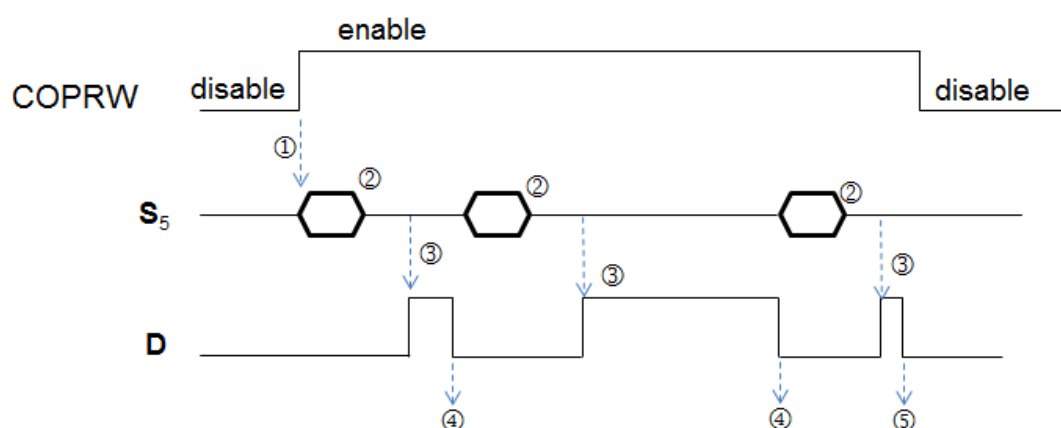 enable
COPRW disable disable
①
② ② ②
S₅
③ ③ ③
D
④ ④ ⑤